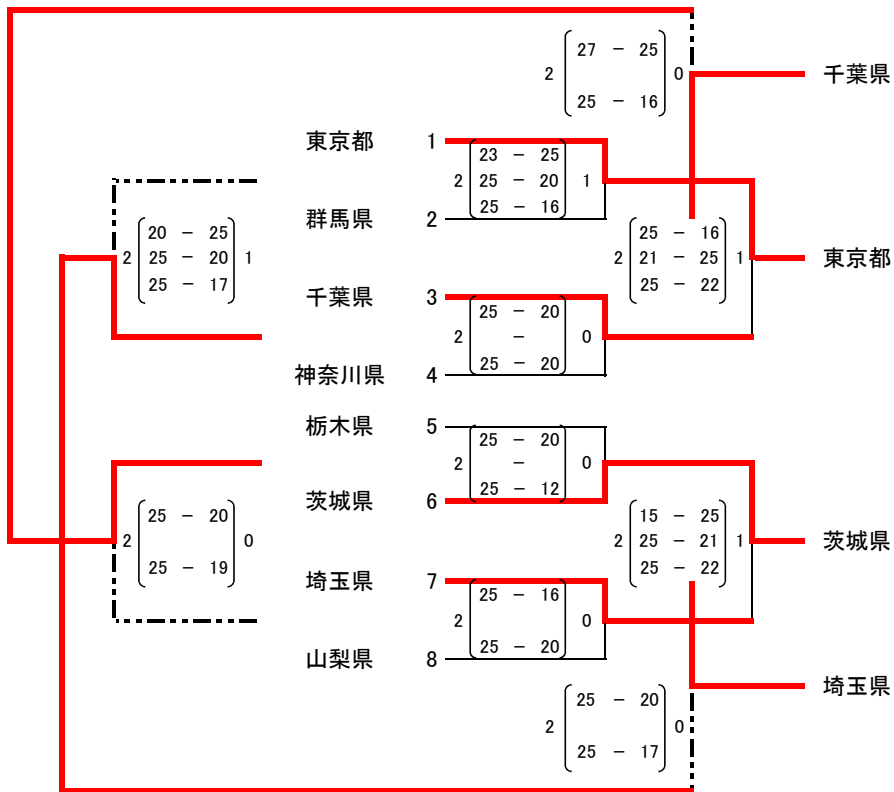 27 － 25
2 0 千葉県
25 － 16
東京都 1
23 － 25
2 25 － 20 1
25 － 16
群馬県 2
20 － 25
2 25 － 20 1
25 － 17
25 － 16
2 21 － 25 1 東京都
25 － 22
千葉県 3
25 － 20
2 － 0
25 － 20
神奈川県 4
栃木県 5
25 － 20
2 － 0
25 － 12
茨城県 6
25 － 20
2 0
25 － 19
15 － 25
2 25 － 21 1 茨城県
25 － 22
埼玉県 7
25 － 16
2 0
25 － 20
山梨県 8
埼玉県
25 － 20
2 0
25 － 17